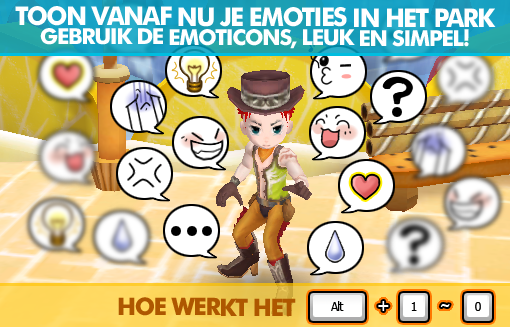 TOON VANAF NU JE EMOTIES IN HET PARK
GEBRUIK DE EMOTICONS, LEUK EN SIMPEL!
?
...
?
HOE WERKT HET Alt + 1 ~ 0